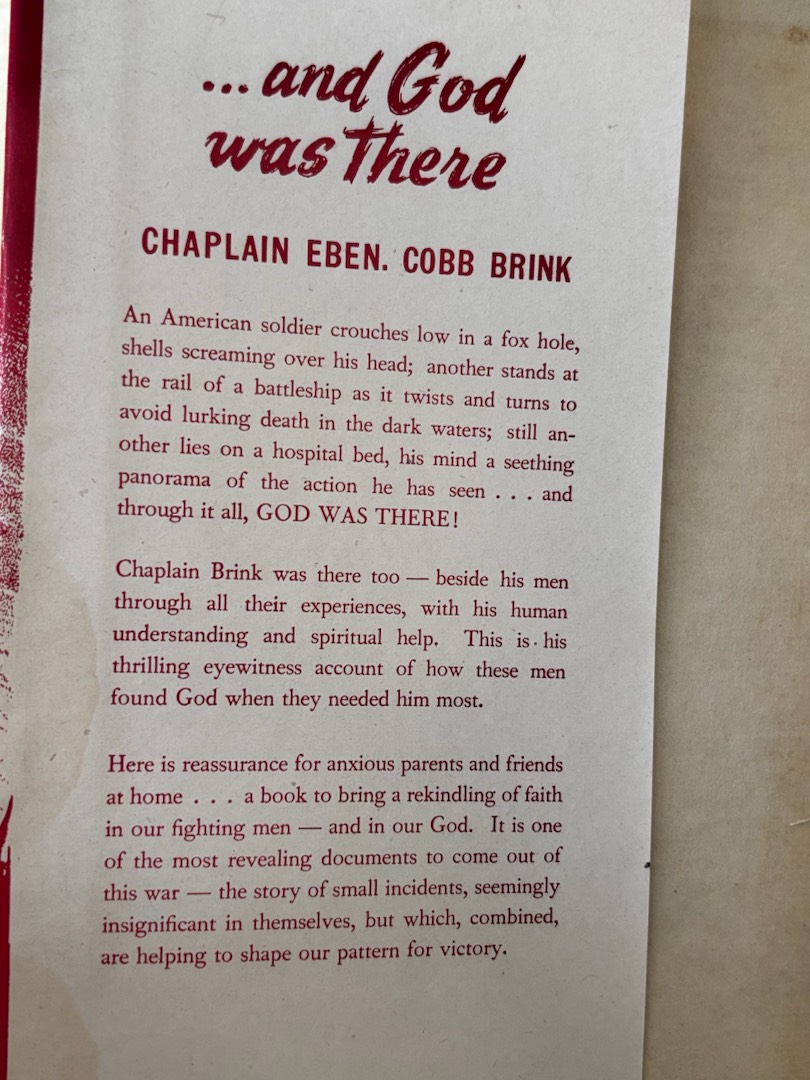 ...and God
was There
CHAPLAIN EBEN. COBB BRINK
An American soldier crouches low in a fox hole,
shells screaming over his head; another stands at
the rail of a battleship as it twists and turns to
avoid lurking death in the dark waters; still an-
other lies on a hospital bed, his mind a seething
panorama of the action he has seen . . . and
through it all, GOD WAS THERE!
Chaplain Brink was there too — beside his men
through all their experiences, with his human
understanding and spiritual help. This is his
thrilling eyewitness account of how these men
found God when they needed him most.
Here is reassurance for anxious parents and friends
at home . . . a book to bring a rekindling of faith
in our fighting men — and in our God. It is one
of the most revealing documents to come out of
this war — the story of small incidents, seemingly
insignificant in themselves, but which, combined,
are helping to shape our pattern for victory.